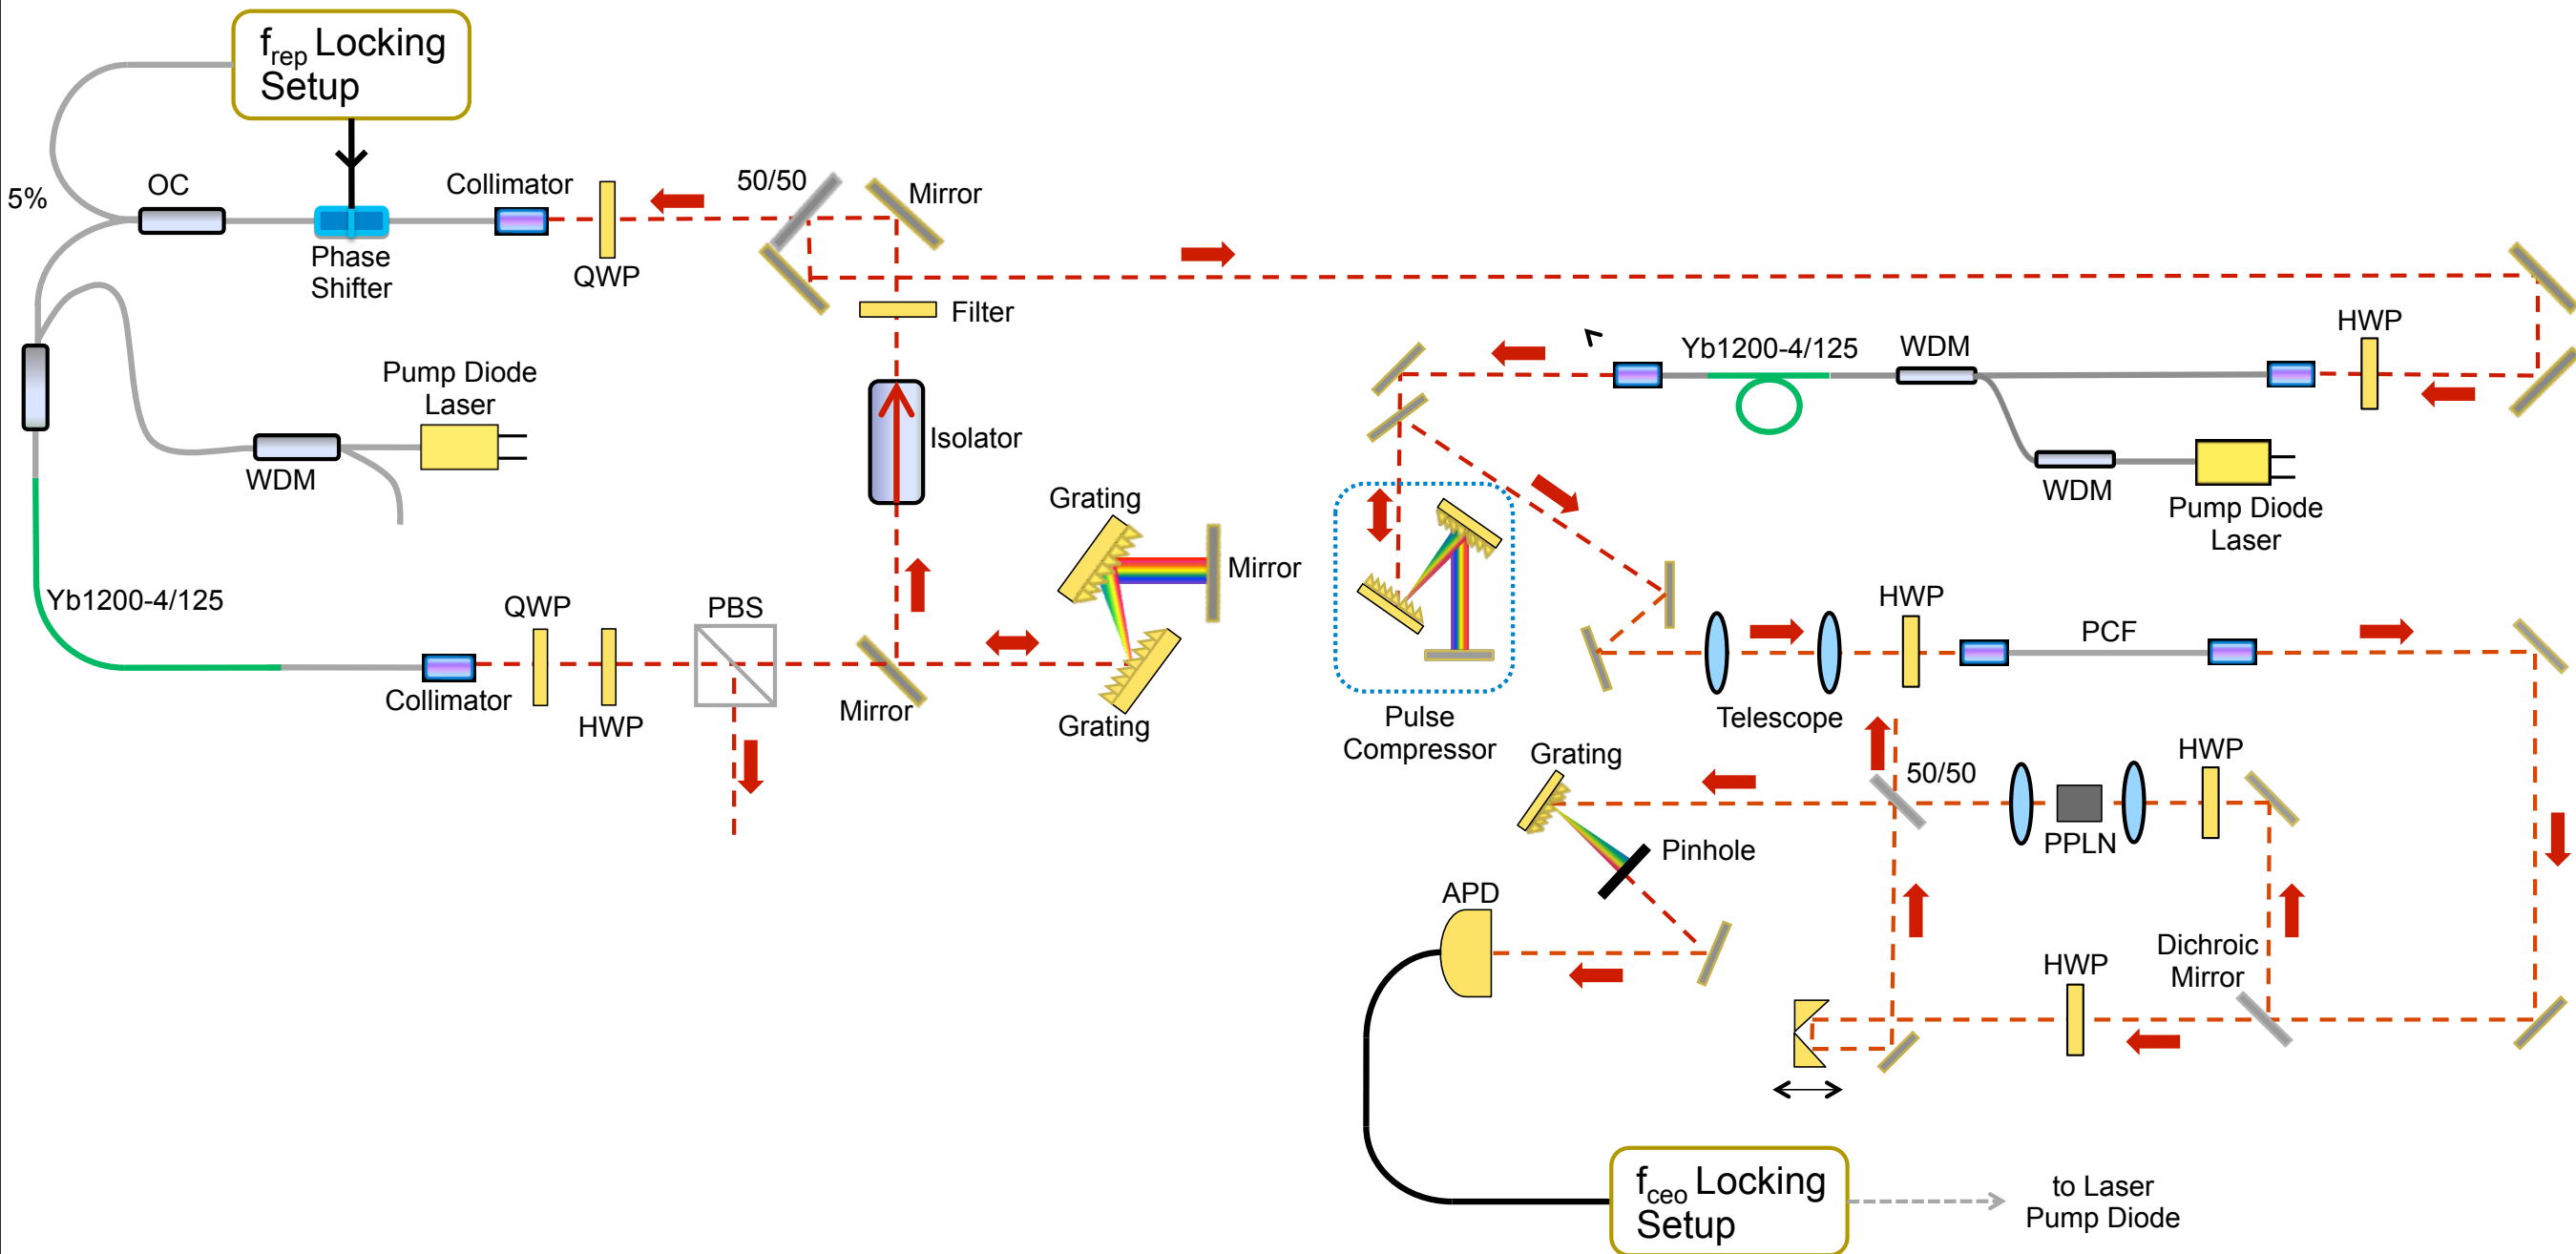 f_rep Locking
Setup
5%
OC
Collimator
50/50
Mirror
Phase
Shifter
QWP
Filter
Pump Diode
Laser
Isolator
WDM
Grating
Mirror
Yb1200-4/125
QWP
PBS
Collimator
HWP
Mirror
Grating
Yb1200-4/125
WDM
HWP
WDM
Pump Diode
Laser
HWP
PCF
Telescope
Pulse
Compressor
Grating
50/50
HWP
PPLN
Pinhole
APD
Dichroic
Mirror
HWP
f_ceo Locking
Setup
to Laser
Pump Diode